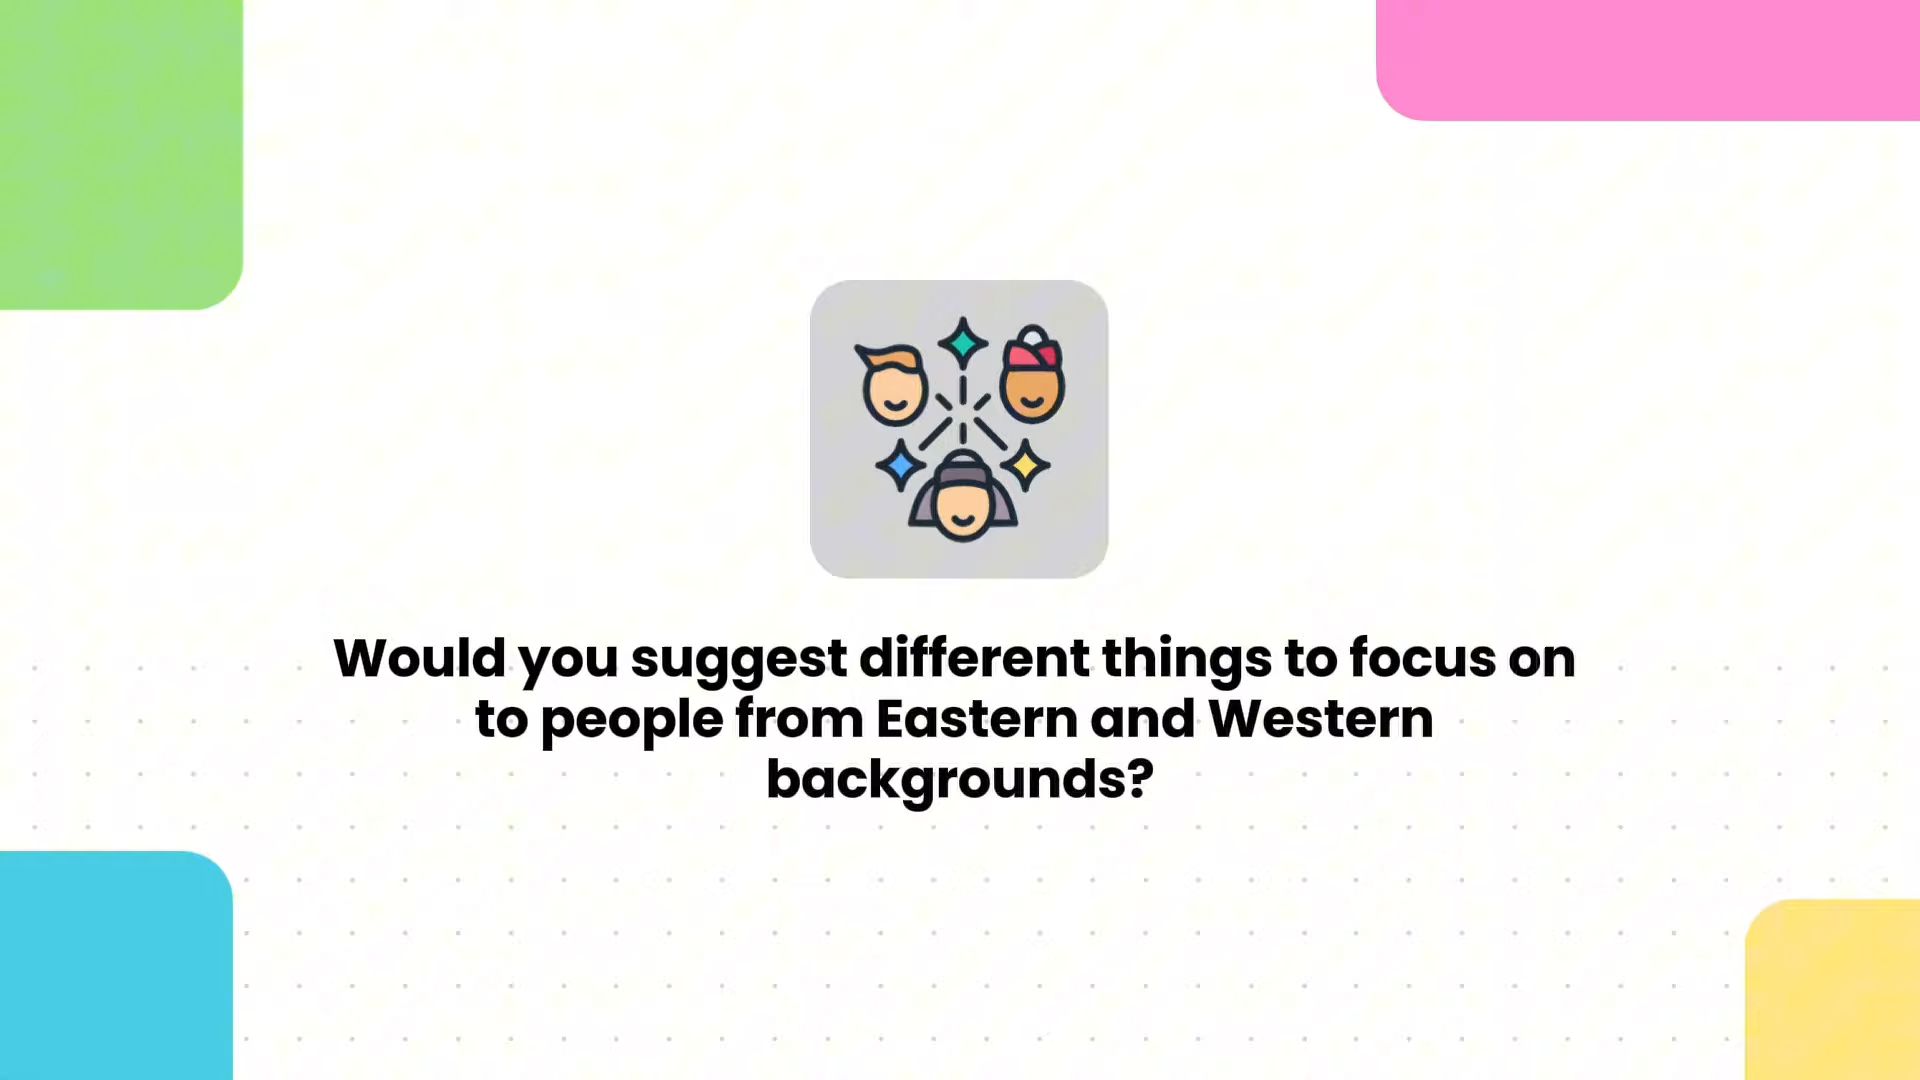 Would you suggest different things to focus on
to people from Eastern and Western
backgrounds?